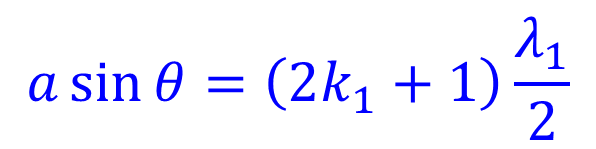 a sin θ = (2k₁ + 1) λ₁/2